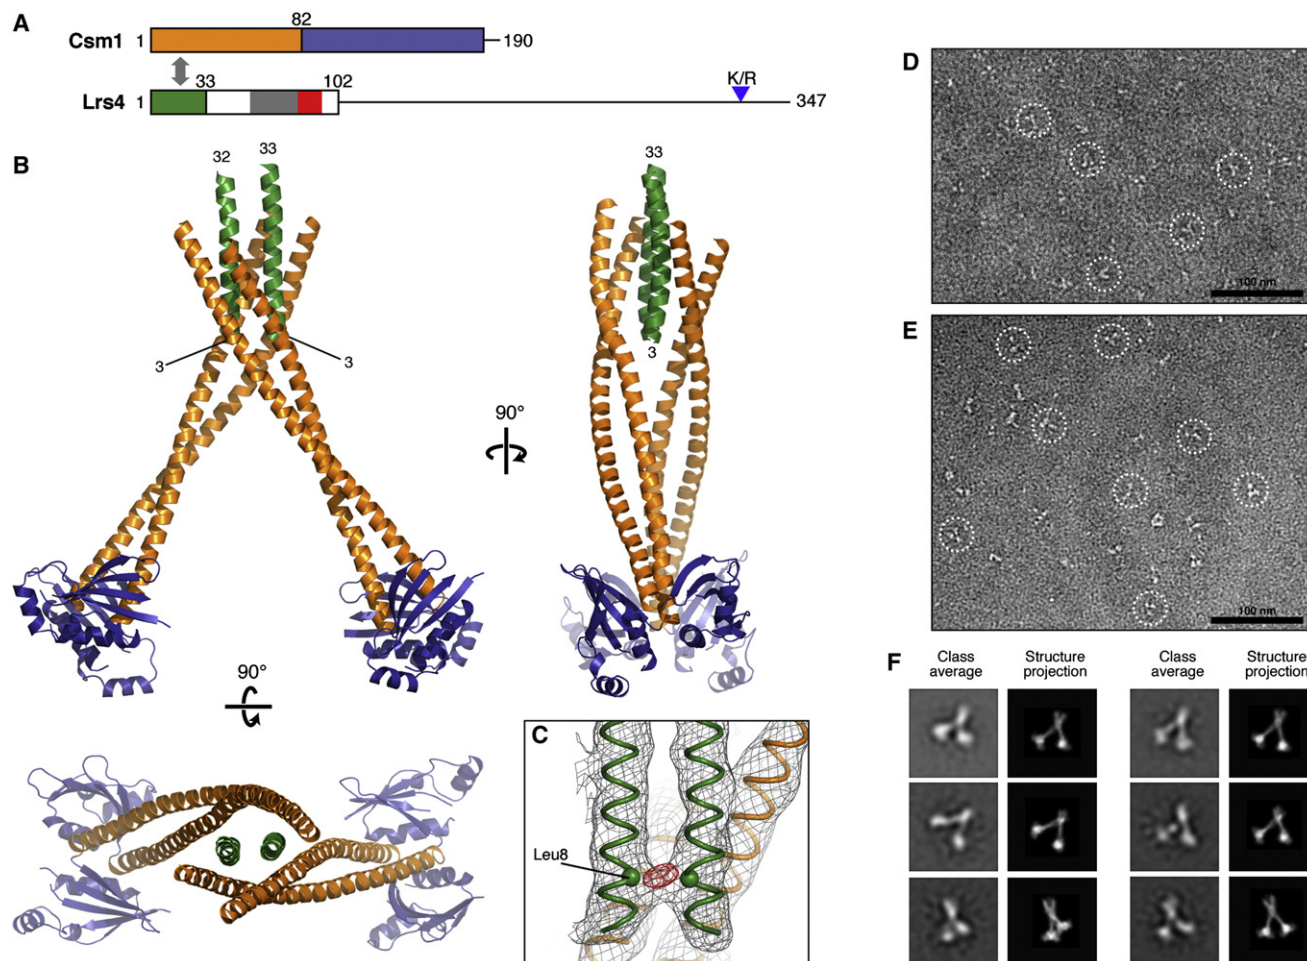 A
Csm1 1 82 190
33 102 K/R
Lrs4 1 347
B
32 33
3 3
90°
33
3
90°
C
Leu8
D
100 nm
E
100 nm
F
Class average Structure projection Class average Structure projection